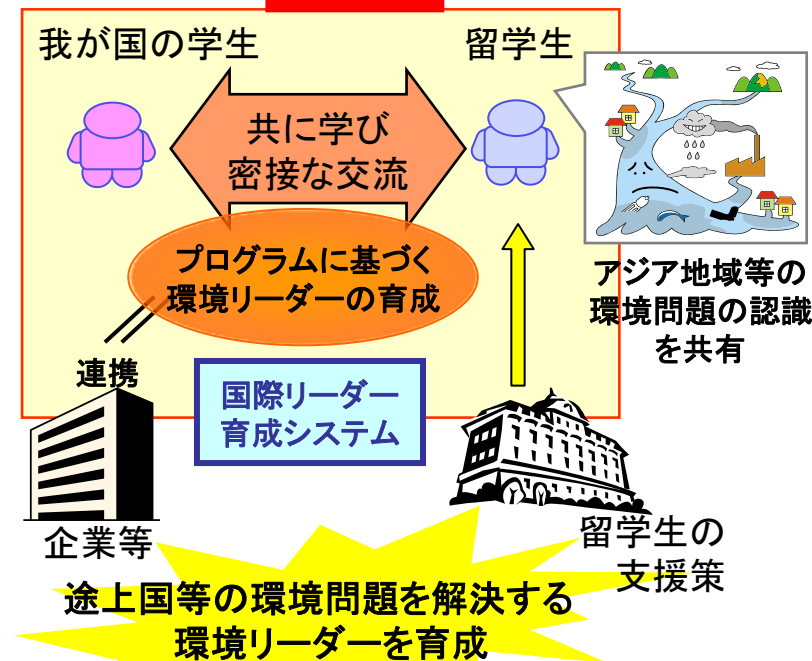 我が国の学生
留学生
共に学び
密接な交流
プログラムに基づく
環境リーダーの育成
アジア地域等の
環境問題の認識
を共有
連携
国際リーダー
育成システム
企業等
留学生の
支援策
途上国等の環境問題を解決する
環境リーダーを育成